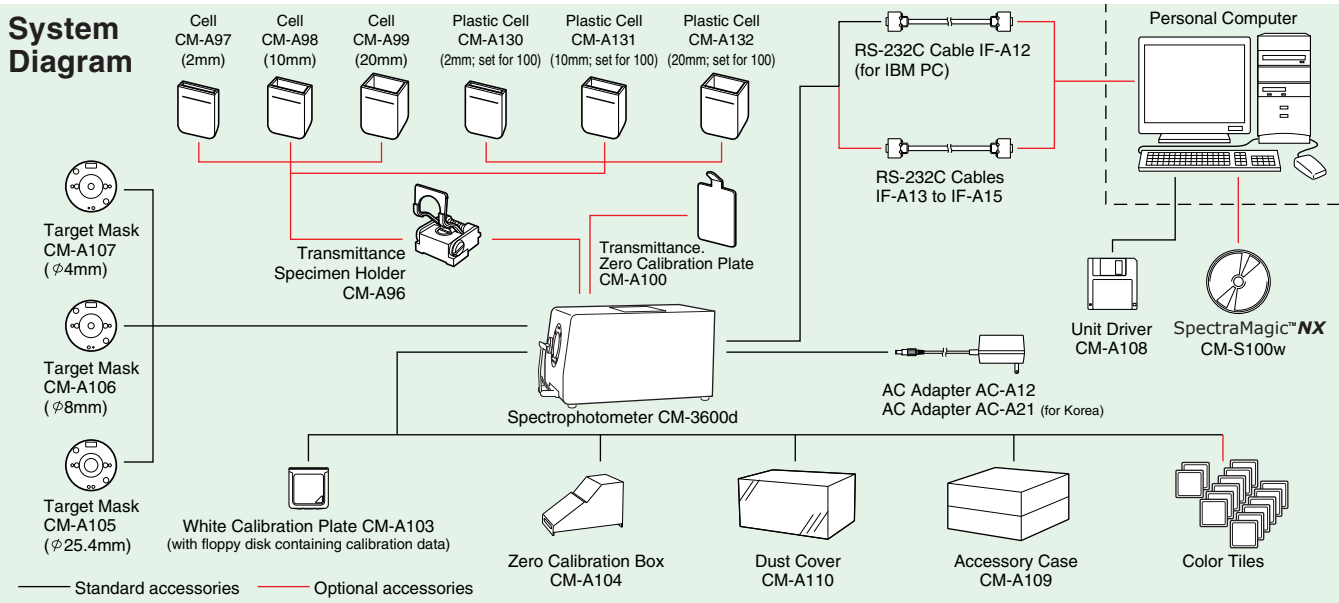 System
Diagram
Cell
CM-A97
(2mm)
Cell
CM-A98
(10mm)
Cell
CM-A99
(20mm)
Plastic Cell
CM-A130
(2mm; set for 100)
Plastic Cell
CM-A131
(10mm; set for 100)
Plastic Cell
CM-A132
(20mm; set for 100)
RS-232C Cable IF-A12
(for IBM PC)
Personal Computer
RS-232C Cables
IF-A13 to IF-A15
Target Mask
CM-A107
(⌀4mm)
Transmittance
Specimen Holder
CM-A96
Transmittance.
Zero Calibration Plate
CM-A100
Target Mask
CM-A106
(⌀8mm)
Unit Driver
CM-A108
SpectraMagic™NX
CM-S100w
Spectrophotometer CM-3600d
AC Adapter AC-A12
AC Adapter AC-A21 (for Korea)
Target Mask
CM-A105
(⌀25.4mm)
White Calibration Plate CM-A103
(with floppy disk containing calibration data)
Zero Calibration Box
CM-A104
Dust Cover
CM-A110
Accessory Case
CM-A109
Color Tiles
Standard accessories
Optional accessories